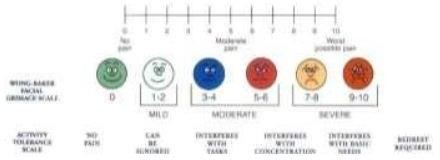 0 1 2 3 4 5 6 7 8 9 10
No pain
Moderate pain
Worst possible pain
WONG-BAKER FACIAL GRIMACE SCALE
0 1-2 3-4 5-6 7-8 9-10
MILD MODERATE SEVERE
ACTIVITY TOLERANCE SCALE
NO PAIN
CAN BE IGNORED
INTERFERES WITH TASKS
INTERFERES WITH CONCENTRATION
INTERFERES WITH BASIC NEEDS
BEDREST REQUIRED